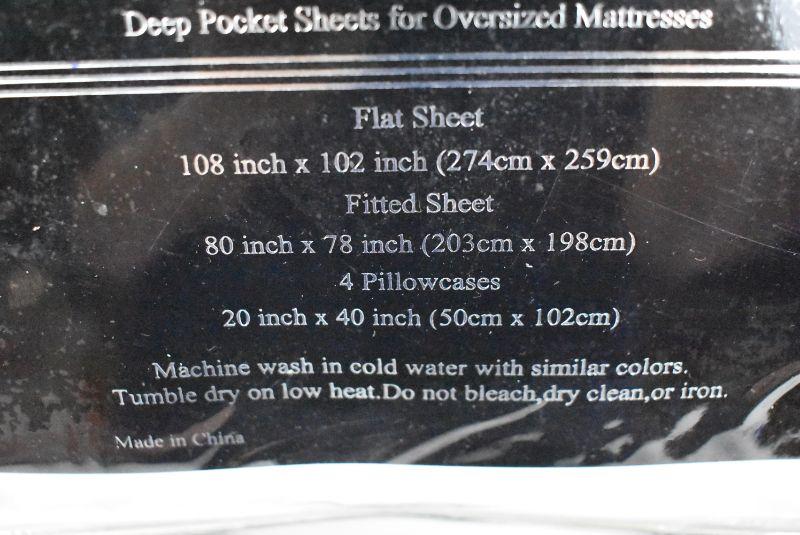 Deep Pocket Sheets for Oversized Mattresses
Flat Sheet
108 inch x 102 inch (274cm x 259cm)
Fitted Sheet
80 inch x 78 inch (203cm x 198cm)
4 Pillowcases
20 inch x 40 inch (50cm x 102cm)
Machine wash in cold water with similar colors.
Tumble dry on low heat.Do not bleach,dry clean,or iron.
Made in China